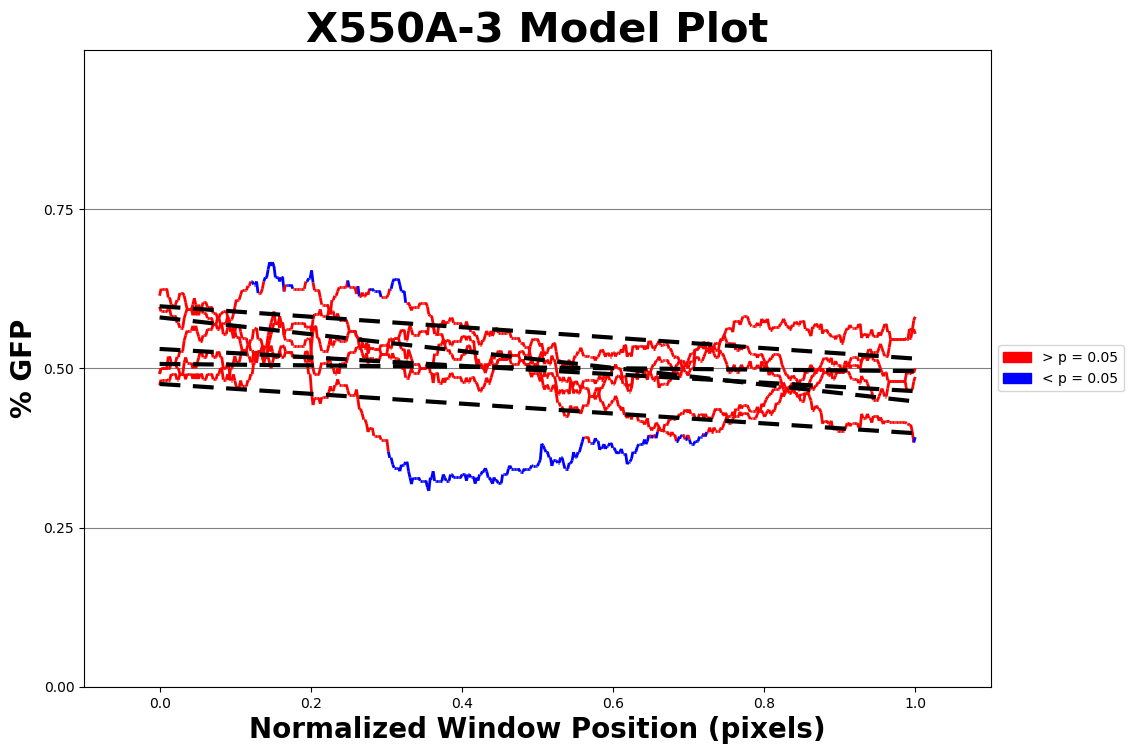 X550A-3 Model Plot
% GFP
0.75
0.50
0.25
0.00
0.0 0.2 0.4 0.6 0.8 1.0
Normalized Window Position (pixels)
> p = 0.05
< p = 0.05